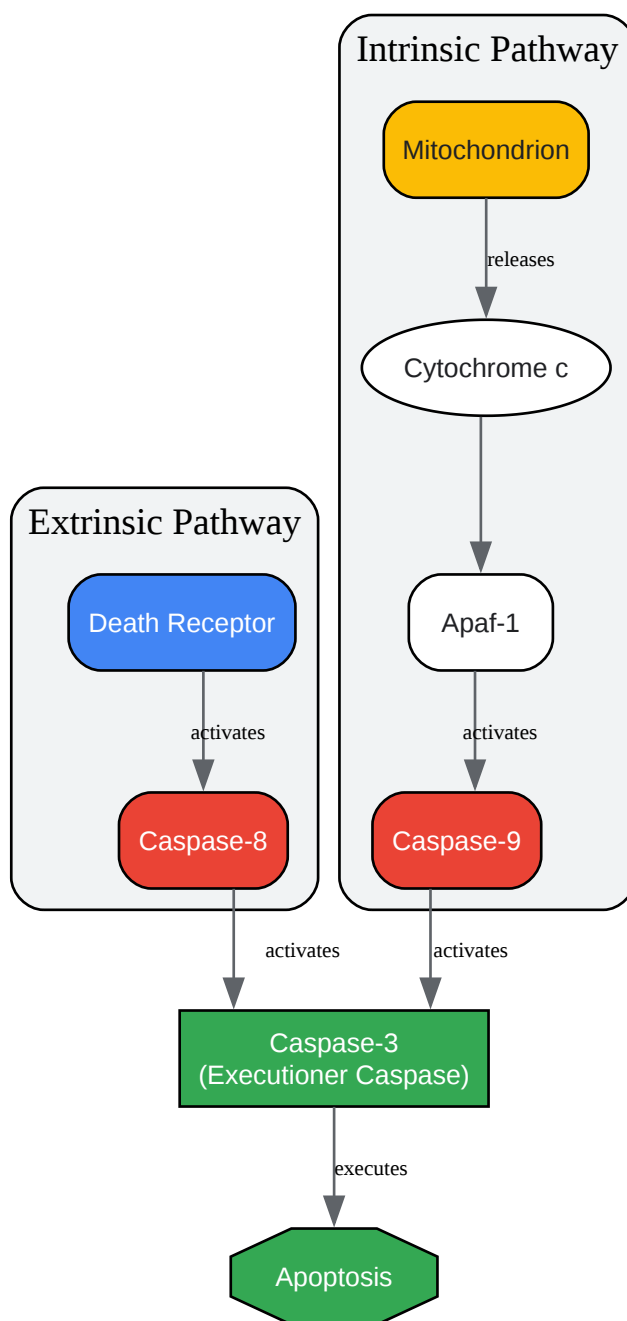 Intrinsic Pathway
Mitochondrion
releases
Cytochrome c
Extrinsic Pathway
Death Receptor
Apaf-1
activates
activates
Caspase-8
Caspase-9
activates
activates
Caspase-3
(Executioner Caspase)
executes
Apoptosis